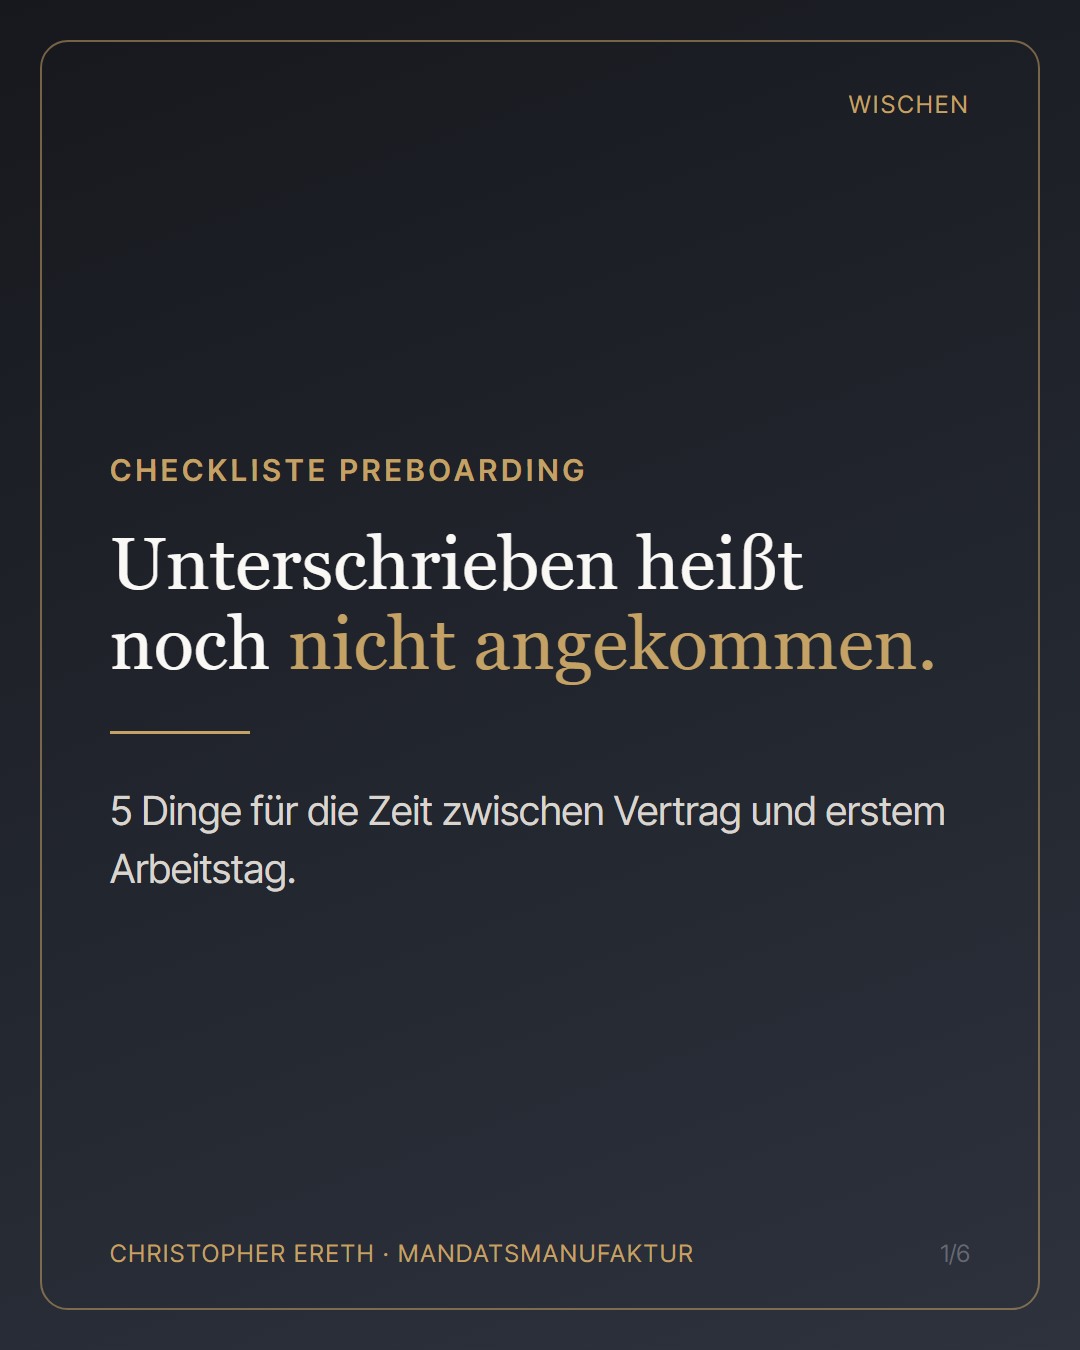 WISCHEN
CHECKLISTE PREBOARDING
Unterschrieben heißt
noch nicht angekommen.
5 Dinge für die Zeit zwischen Vertrag und erstem
Arbeitstag.
CHRISTOPHER ERETH · MANDATSMANUFAKTUR
1/6